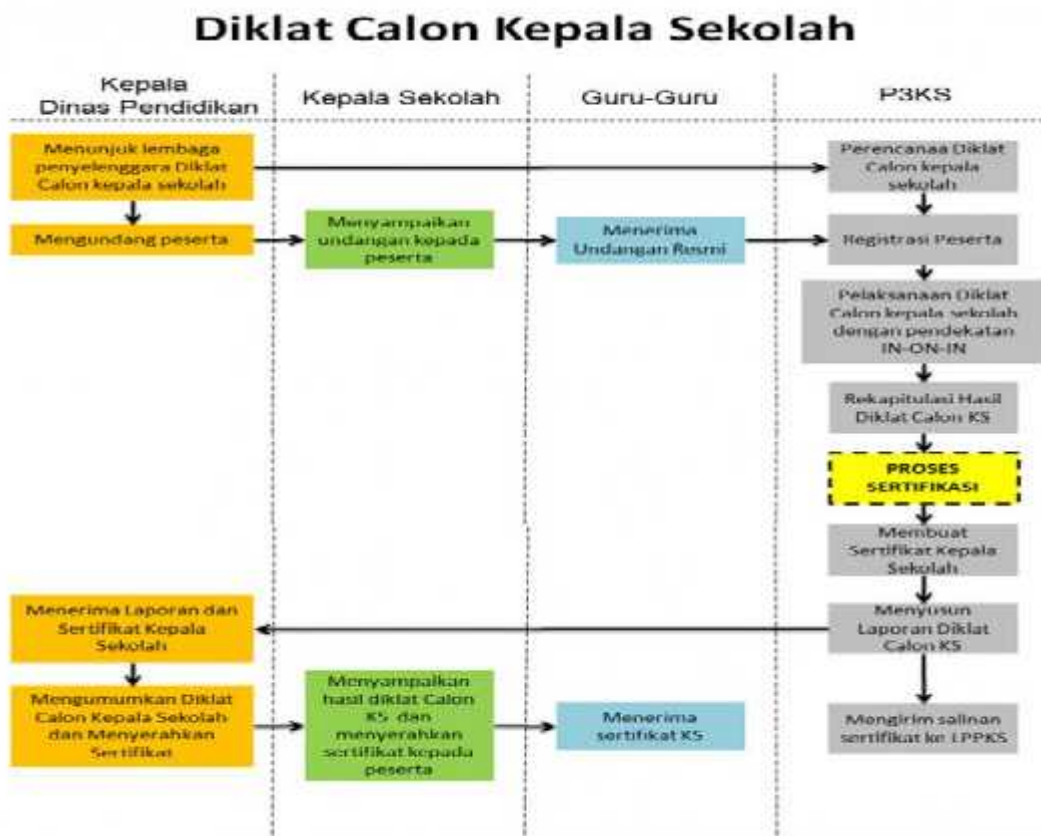 Diklat Calon Kepala Sekolah
Kepala
Dinas Pendidikan
Kepala Sekolah
Guru-Guru
P3KS
Menunjuk lembaga
penyelenggara Diklat
Calon kepala sekolah
Perencanaa Diklat
Calon kepala
sekolah
Mengundang peserta
Menyampaikan
undangan kepada
peserta
Menerima
Undangan Resmi
Registrasi Peserta
Pelaksanaan Diklat
Calon kepala sekolah
dengan pendekatan
IN-ON-IN
Rekapitulasi Hasil
Diklat Calon KS
PROSES
SERTIFIKASI
Membuat
Sertifikat Kepala
Sekolah
Menerima Laporan dan
Sertifikat Kepala
Sekolah
Menyusun
Laporan Diklat
Calon KS
Mengumumkan Diklat
Calon Kepala Sekolah
dan Menyerahkan
Sertifikat
Menyampaikan
hasil diklat Calon
KS dan
menyerahkan
sertifikat kepada
peserta
Menerima
sertifikat KS
Mengirim salinan
sertifikat ke LPPKS